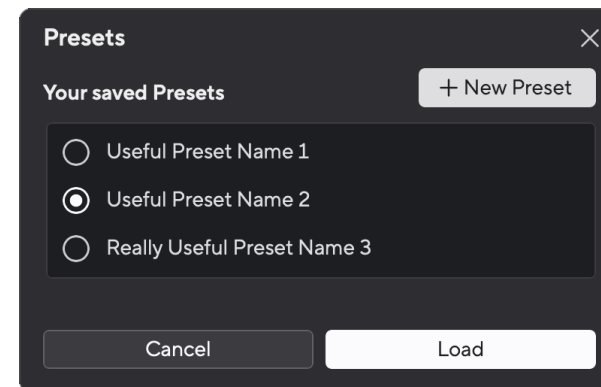 Presets
Your saved Presets
+ New Preset
Useful Preset Name 1
Useful Preset Name 2
Really Useful Preset Name 3
Cancel
Load